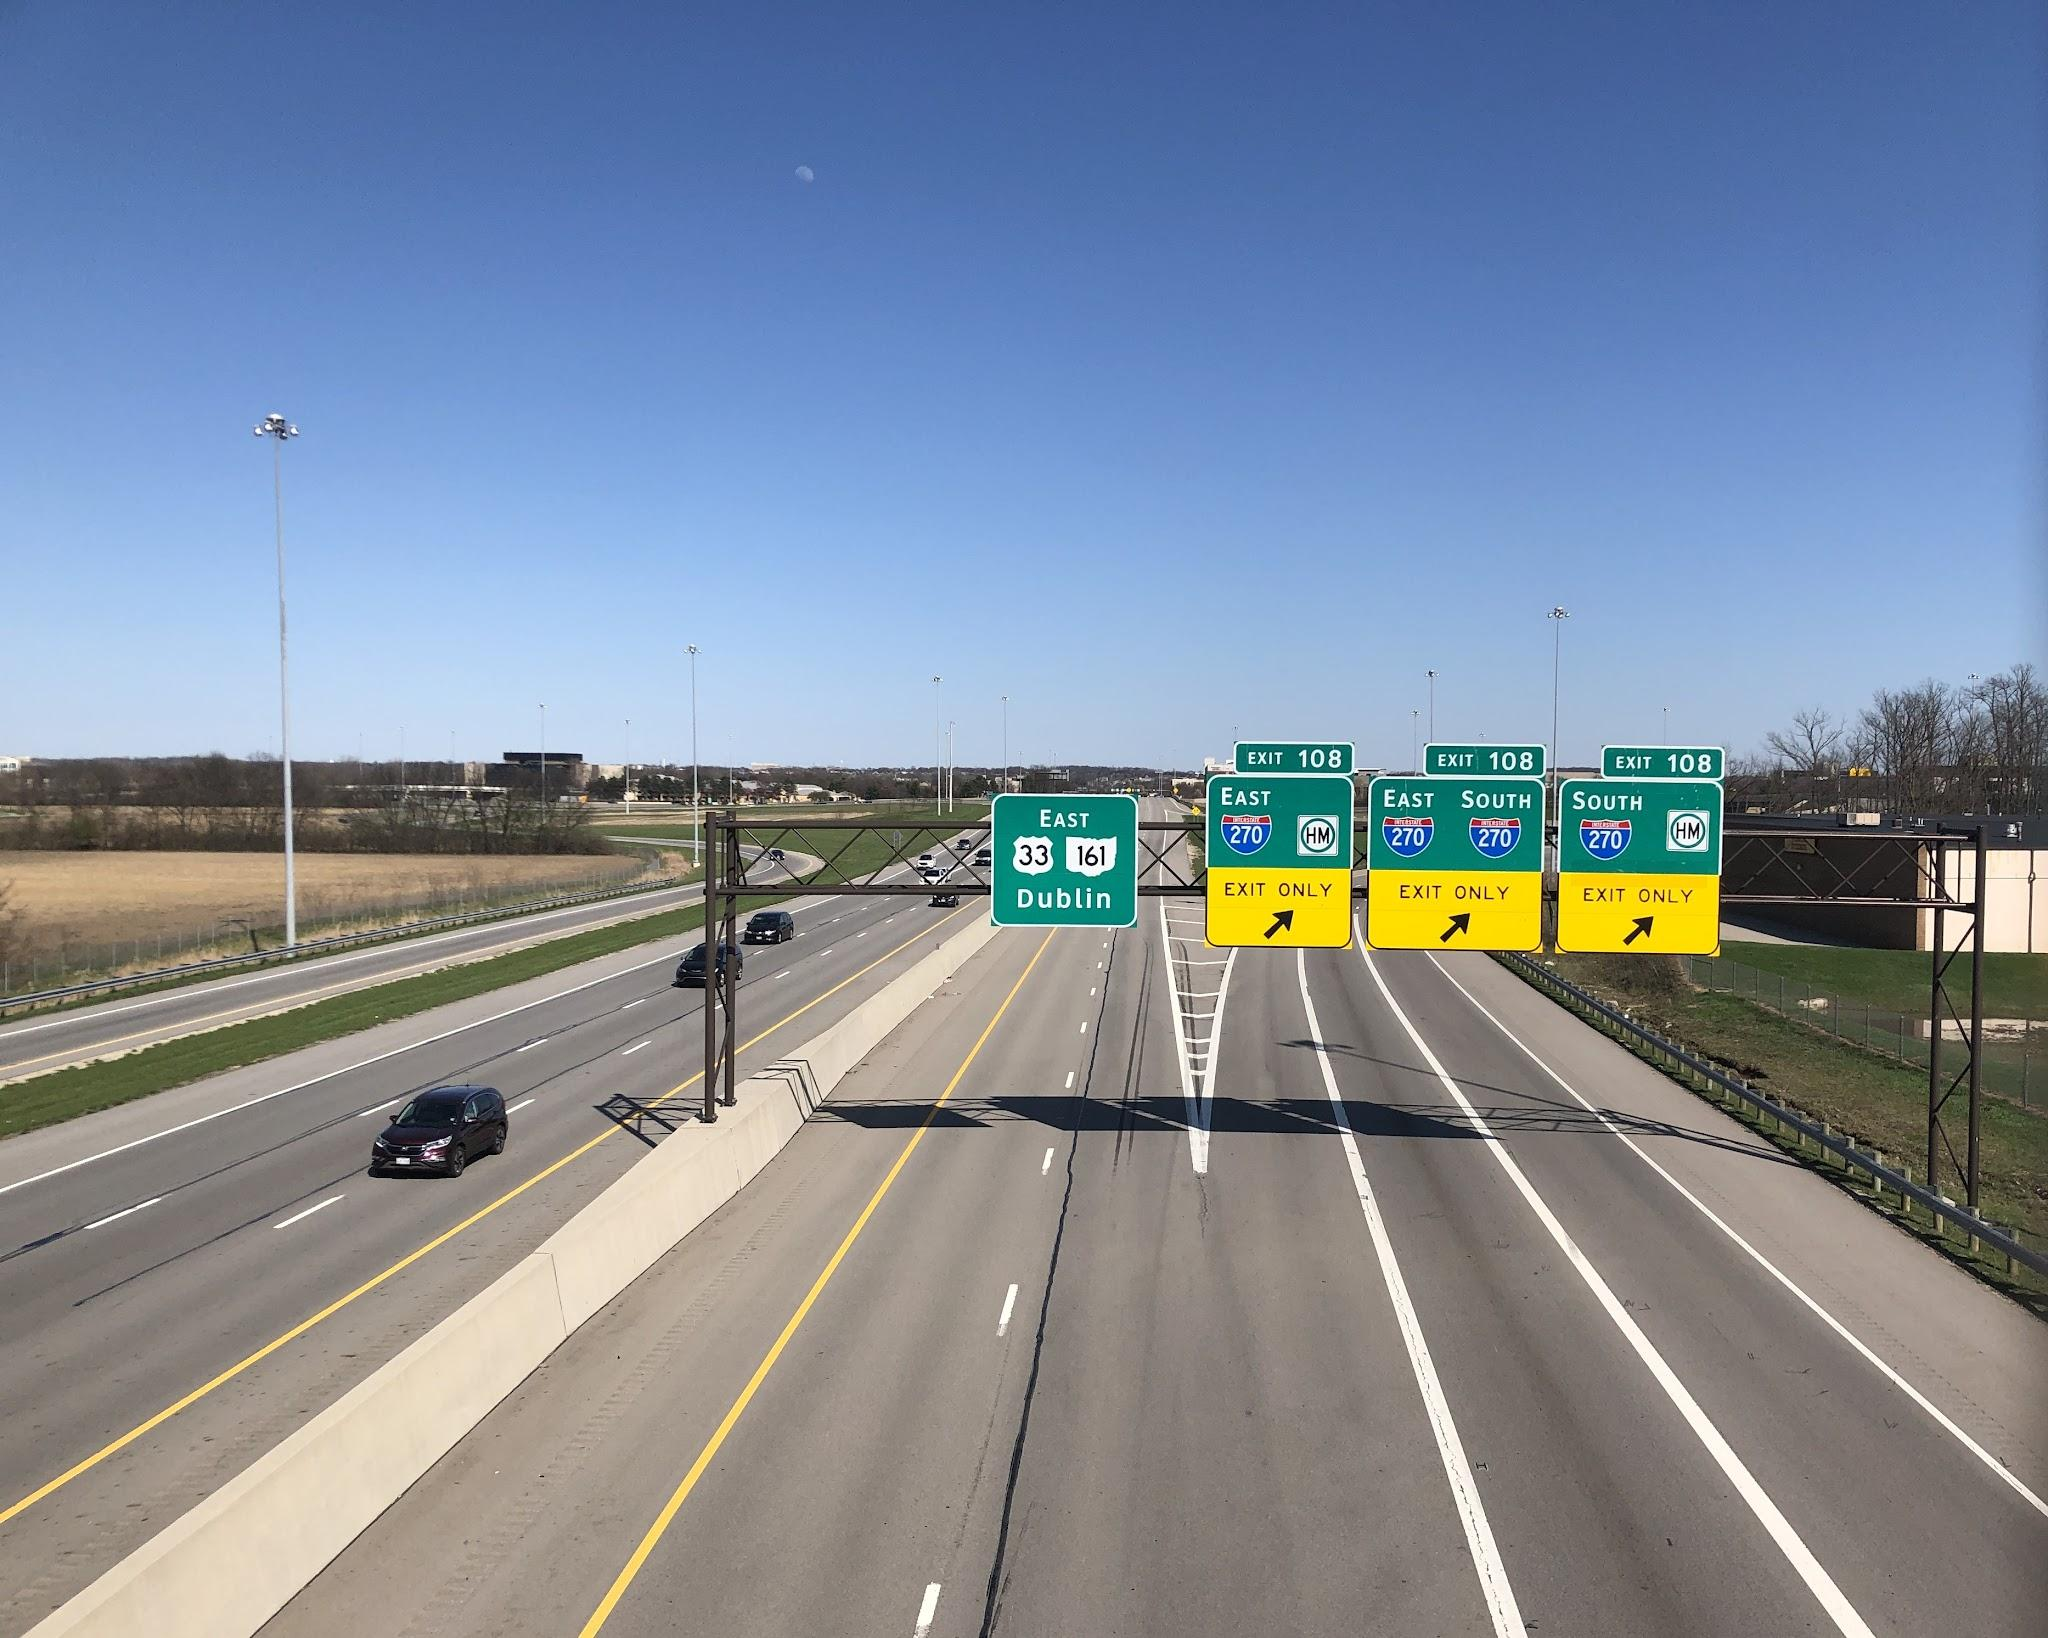 EAST
33 161
Dublin
EXIT 108
EAST
INTERSTATE
270 HM
EXIT ONLY
EXIT 108
EAST SOUTH
INTERSTATE INTERSTATE
270 270
EXIT ONLY
EXIT 108
SOUTH
INTERSTATE
270 HM
EXIT ONLY